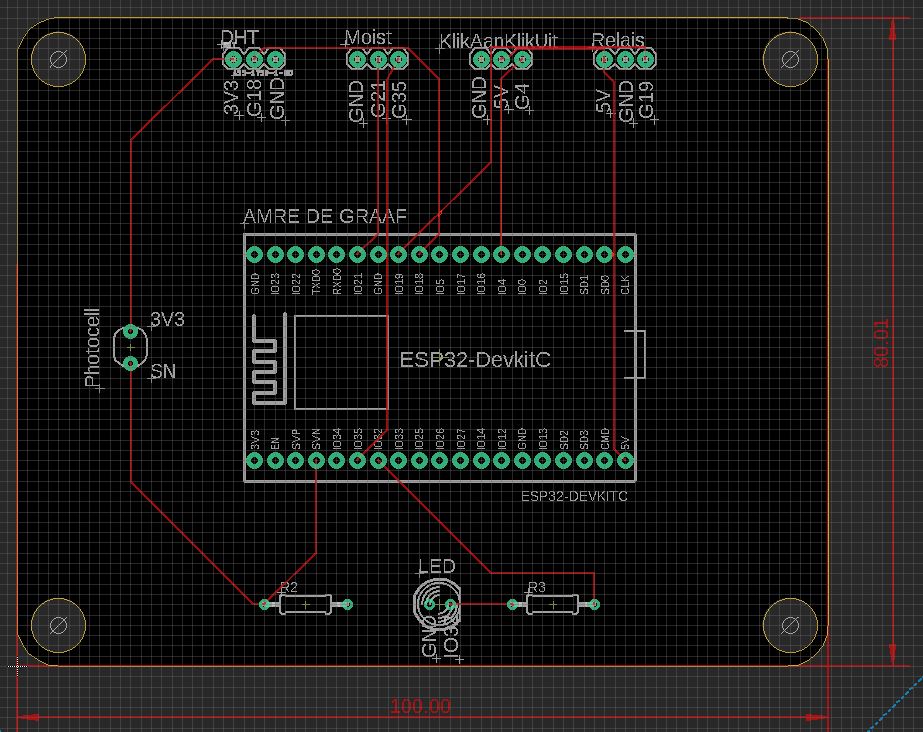 DHT
Moist
KlikAanKlikUit
Relais
3V3
G18
GND
GND
G21
G35
GND
5V
G4
5V
GND
G19
AMRE DE GRAAF
GND
IO23
IO22
TXD0
RXD0
IO21
GND
IO19
IO18
IO5
IO17
IO16
IO4
IO0
IO2
IO15
SD1
SD0
CLK
Photocell
3V3
SN
ESP32-DevkitC
80.01
3V3
EN
SVP
SVN
IO34
IO35
IO32
IO33
IO25
IO26
IO27
IO14
IO12
GND
IO13
SD2
SD3
CMD
5V
ESP32-DEVKITC
LED
R2
R3
GND
100.00